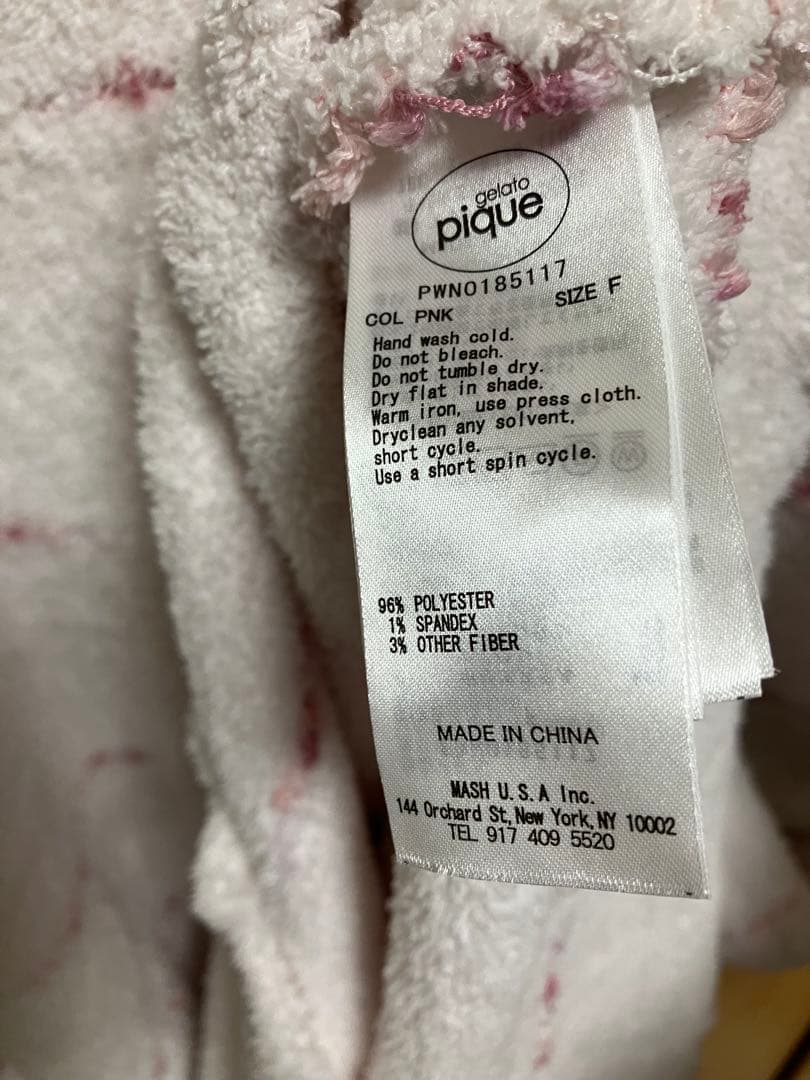 gelato
pique
PWNO185117
COL PNK SIZE F
Hand wash cold.
Do not bleach.
Do not tumble dry.
Dry flat in shade.
Warm iron, use press cloth.
Dryclean any solvent,
short cycle.
Use a short spin cycle.
96% POLYESTER
1% SPANDEX
3% OTHER FIBER
MADE IN CHINA
MASH U.S.A Inc.
144 Orchard St, New York, NY 10002
TEL 917 409 5520